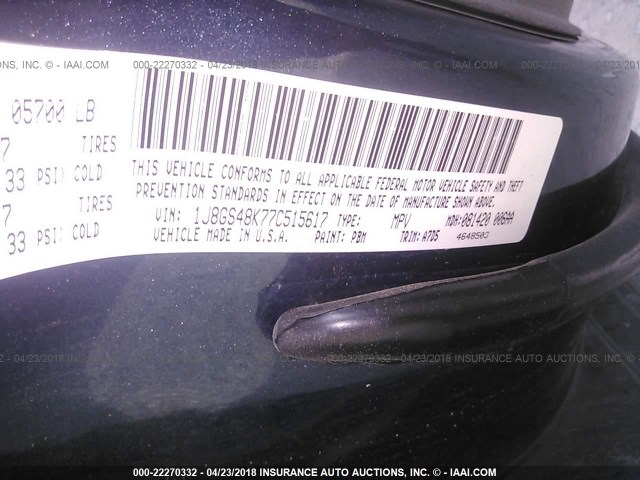 000-22270332 - 04/23/2018 INSURANCE AUTO AUCTIONS, INC. © - IAAI.COM
05700 LB
7 TIRES
33 PSI/ COLD
7 TIRES
33 PSI/ COLD
THIS VEHICLE CONFORMS TO ALL APPLICABLE FEDERAL MOTOR VEHICLE SAFETY AND THEFT
PREVENTION STANDARDS IN EFFECT ON THE DATE OF MANUFACTURE SHOWN ABOVE.
VIN: 1J8GS48K77C515617 TYPE: MPV MDH: 081420 006AA
VEHICLE MADE IN U.S.A. PAINT: PBM TRIM: A7D5 4648503
000-22270332 - 04/23/2018 INSURANCE AUTO AUCTIONS, INC. © - IAAI.COM
000-22270332 - 04/23/2018 INSURANCE AUTO AUCTIONS, INC. © - IAAI.COM